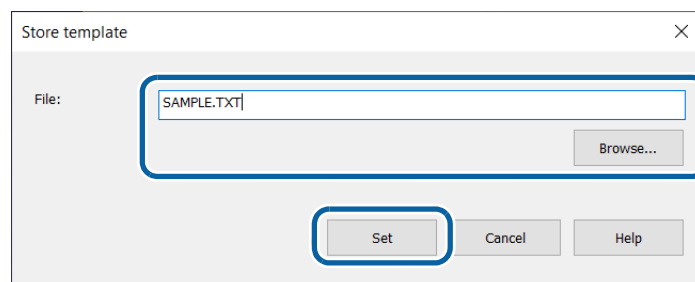 Store template
File:
SAMPLE.TXT
Browse...
Set
Cancel
Help